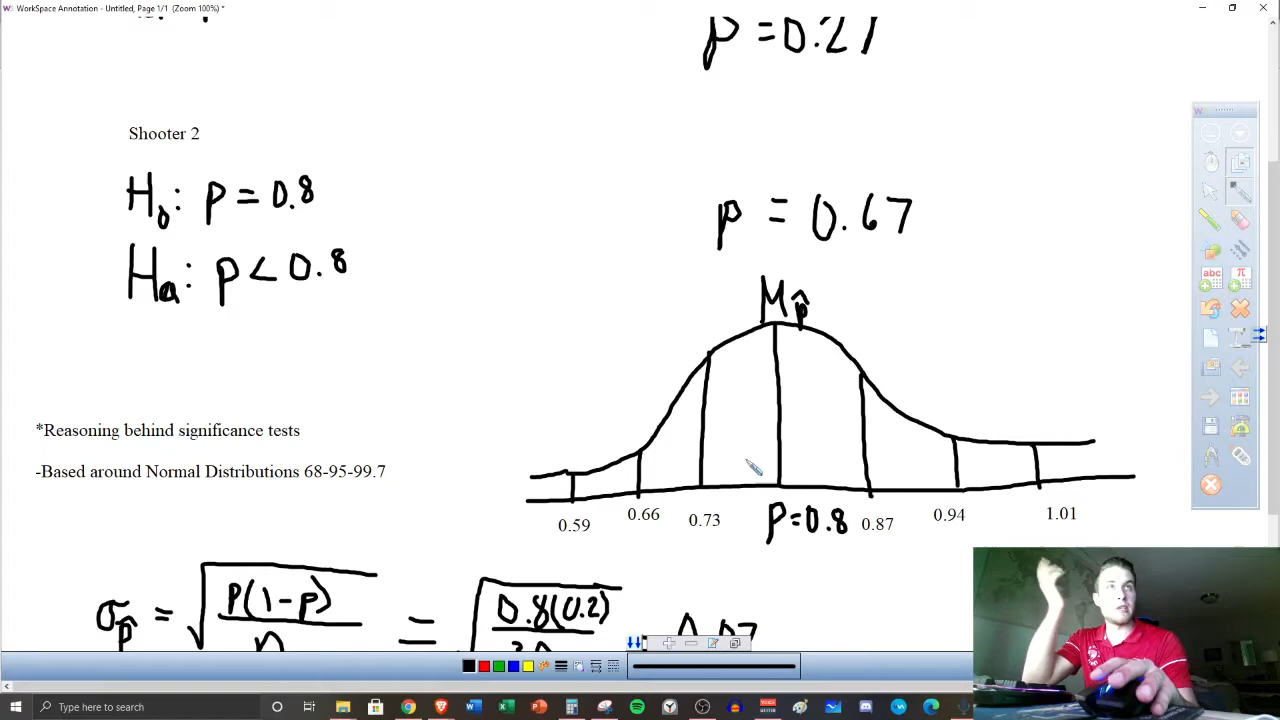 WorkSpace Annotation - Untitled, Page 1/1 (Zoom 100%) *
p = 0.27
Shooter 2
H₀: p = 0.8
Hₐ: p < 0.8
p = 0.67
M p̂
*Reasoning behind significance tests
-Based around Normal Distributions 68-95-99.7
0.59 0.66 0.73 P=0.8 0.87 0.94 1.01
σp̂ = √ P(1-p) / n = √ 0.8(0.2)
abc π
Type here to search